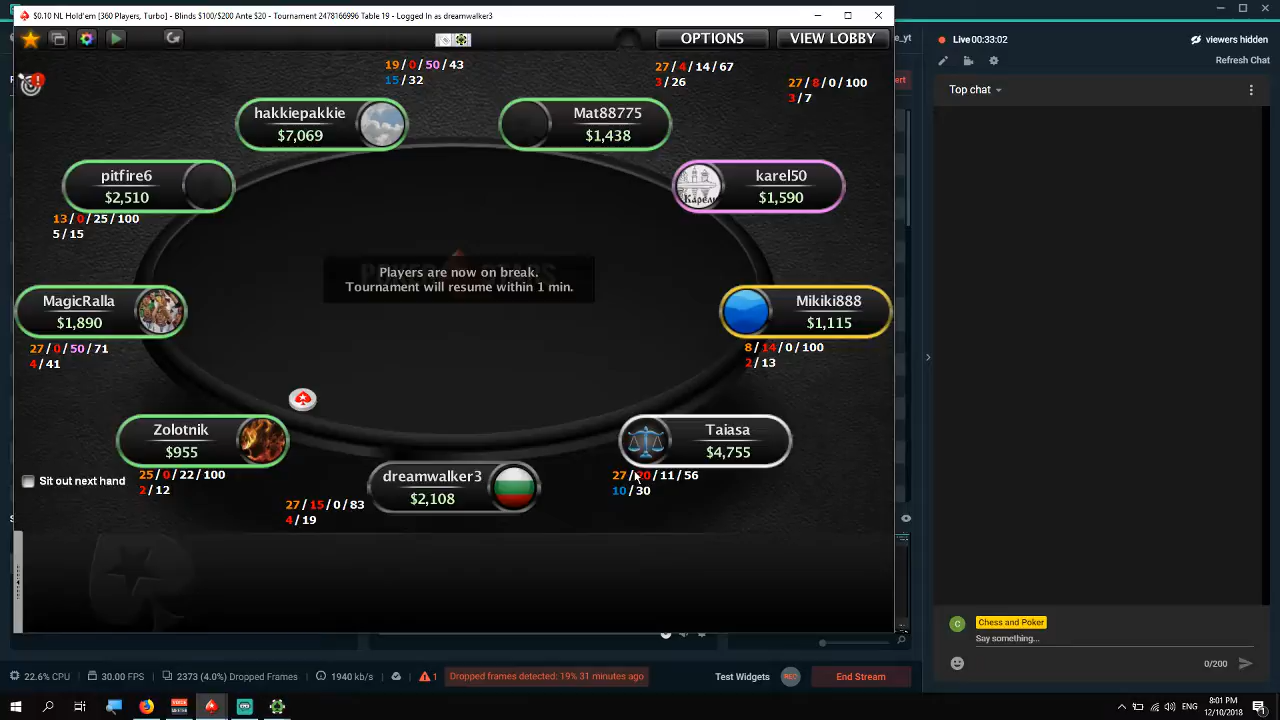 $0.10 NL Hold'em [360 Players, Turbo] - Blinds $100/$200 Ante $20 - Tournament 2478166996 Table 19 - Logged In as dreamwalker3
OPTIONS
VIEW LOBBY
Live 00:33:02
viewers hidden
Refresh Chat
Top chat
19/0/50/43
15/32
27/4/14/67
3/26
27/8/0/100
3/7
hakkiepakkie
$7,069
Mat88775
$1,438
pitfire6
$2,510
karel50
$1,590
13/0/25/100
5/15
Players are now on break.
Tournament will resume within 1 min.
MagicRalla
$1,890
Mikiki888
$1,115
27/0/50/71
4/41
8/14/0/100
2/13
Zolotnik
$955
Taiasa
$4,755
25/0/22/100
2/12
dreamwalker3
$2,108
27/20/11/56
10/30
Sit out next hand
27/15/0/83
4/19
Chess and Poker
Say something...
0/200
22.6% CPU
30.00 FPS
2373 (4.0%) Dropped Frames
1940 kb/s
1
Dropped frames detected: 19% 31 minutes ago
Test Widgets
REC
End Stream
ENG
8:01 PM
12/10/2018